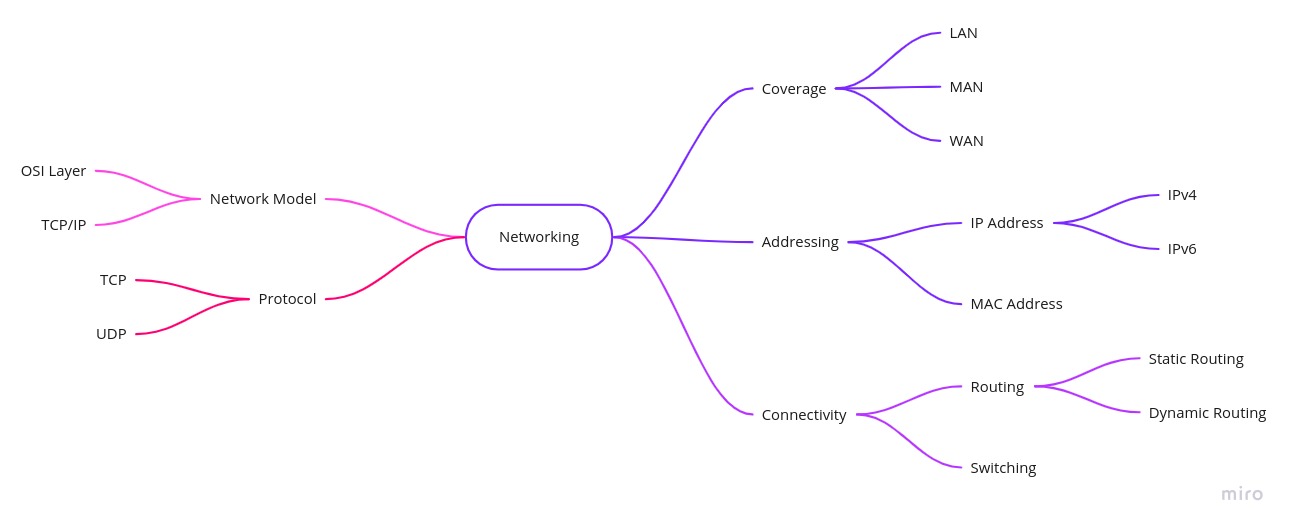 Networking
Network Model
OSI Layer
TCP/IP
Protocol
TCP
UDP
Coverage
LAN
MAN
WAN
Addressing
IP Address
IPv4
IPv6
MAC Address
Connectivity
Routing
Static Routing
Dynamic Routing
Switching
miro